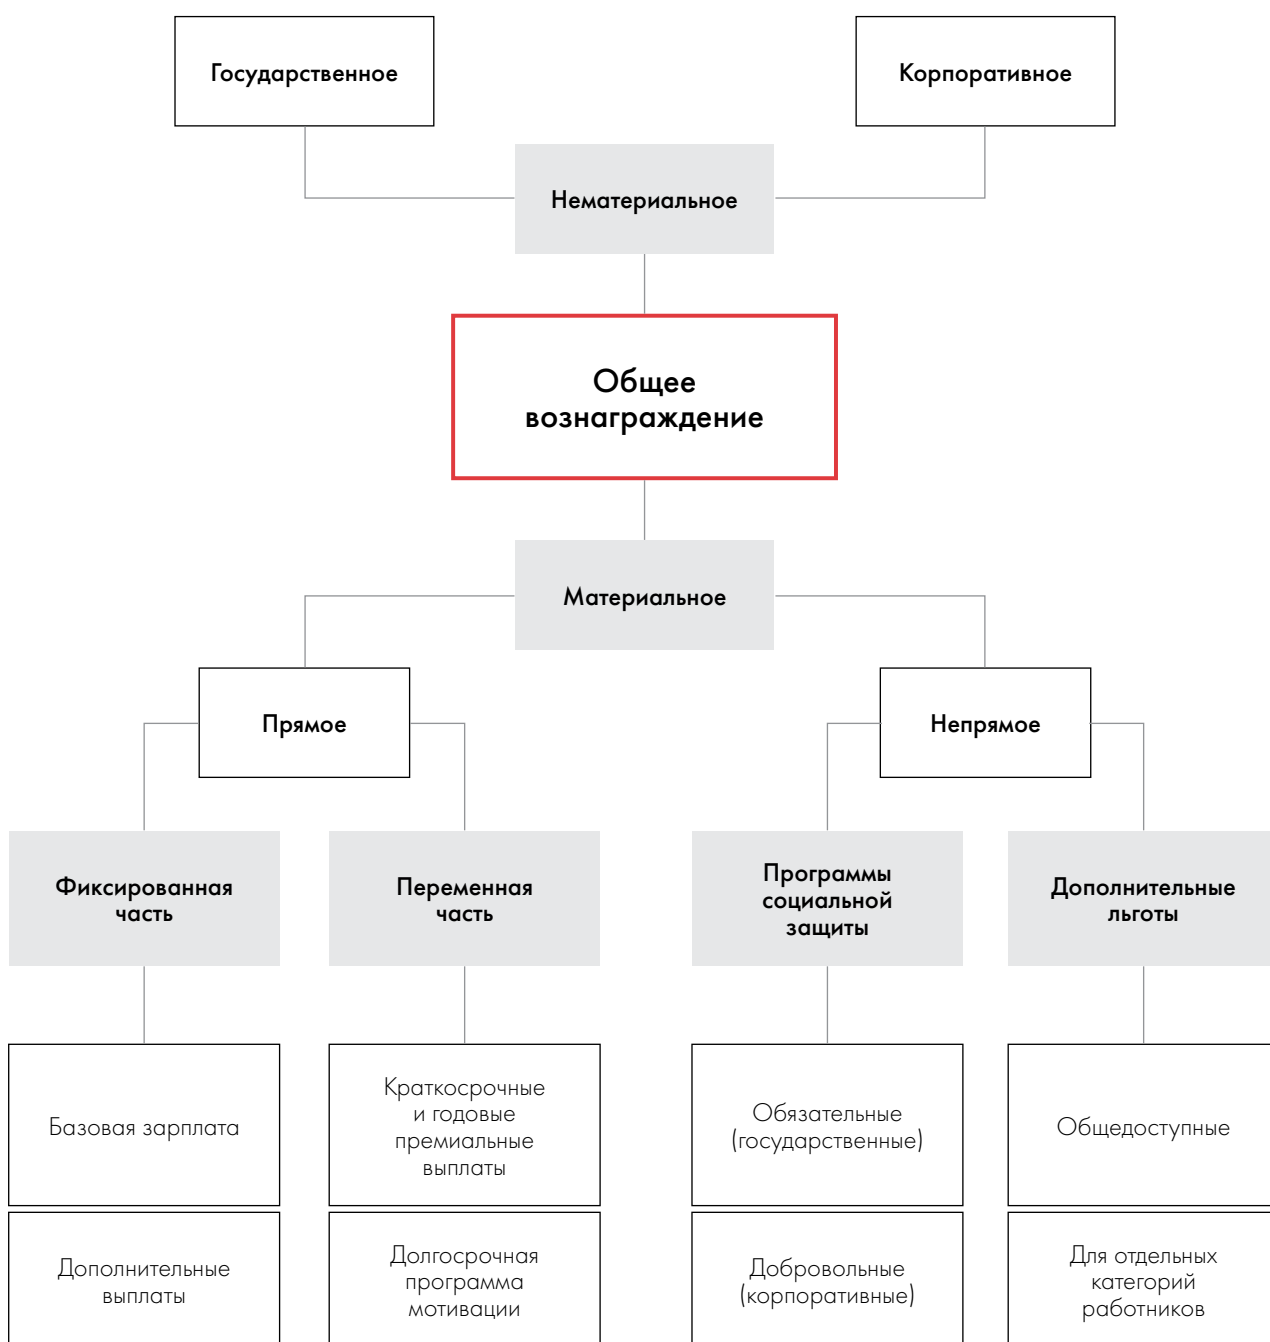 Государственное
Корпоративное
Нематериальное
Общее
вознаграждение
Материальное
Прямое
Непрямое
Фиксированная
часть
Переменная
часть
Программы
социальной
защиты
Дополнительные
льготы
Базовая зарплата
Краткосрочные
и годовые
премиальные
выплаты
Обязательные
(государственные)
Общедоступные
Дополнительные
выплаты
Долгосрочная
программа
мотивации
Добровольные
(корпоративные)
Для отдельных
категорий
работников